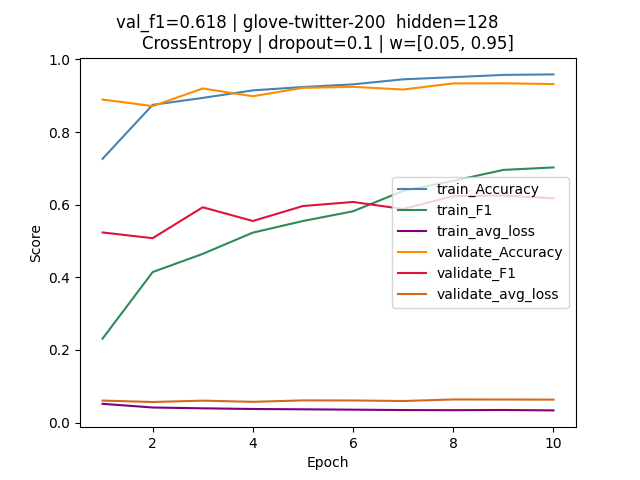 val_f1=0.618 | glove-twitter-200  hidden=128
CrossEntropy | dropout=0.1 | w=[0.05, 0.95]
1.0
0.8
0.6
0.4
0.2
0.0
Score
train_Accuracy
train_F1
train_avg_loss
validate_Accuracy
validate_F1
validate_avg_loss
2
4
6
8
10
Epoch